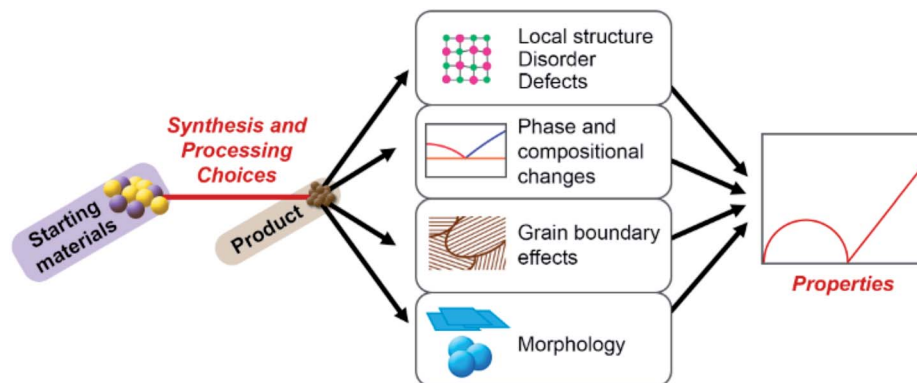 Local structure
Disorder
Defects
Synthesis and
Processing
Choices
Phase and
compositional
changes
Starting
materials
Product
Grain boundary
effects
Properties
Morphology